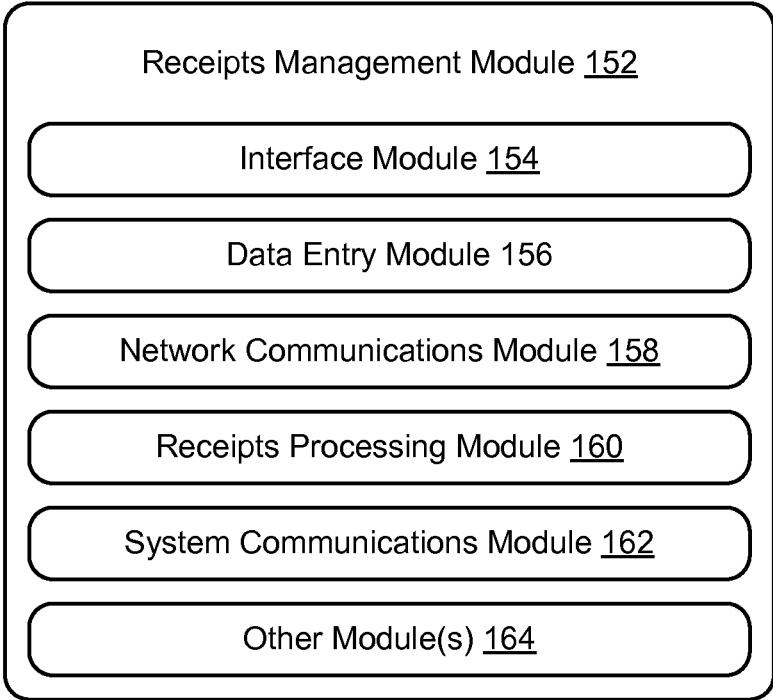 Receipts Management Module 152
Interface Module 154
Data Entry Module 156
Network Communications Module 158
Receipts Processing Module 160
System Communications Module 162
Other Module(s) 164